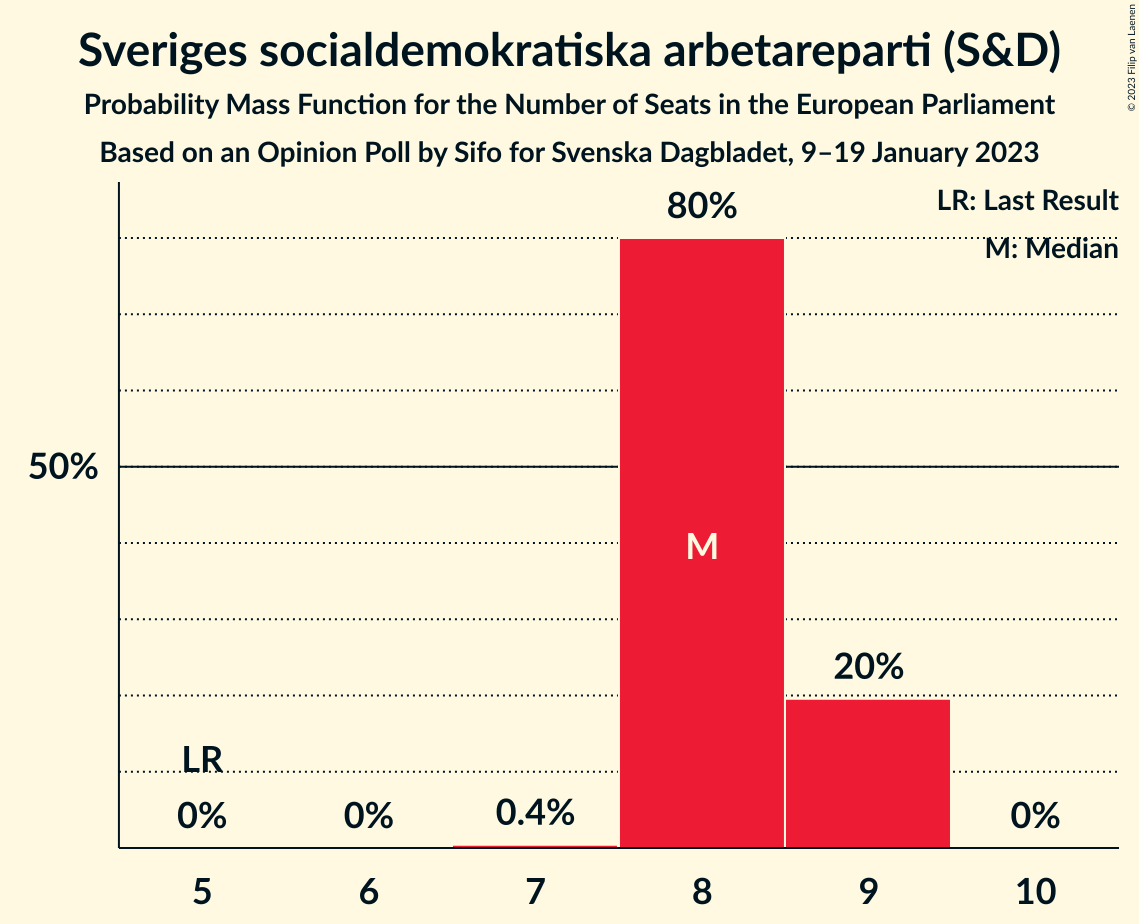 Sveriges socialdemokratiska arbetareparti (S&D)
Probability Mass Function for the Number of Seats in the European Parliament
Based on an Opinion Poll by Sifo for Svenska Dagbladet, 9–19 January 2023
© 2023 Filip van Laenen
LR: Last Result
M: Median
80%
50%
M
20%
LR
0%
0%
0.4%
0%
5
6
7
8
9
10